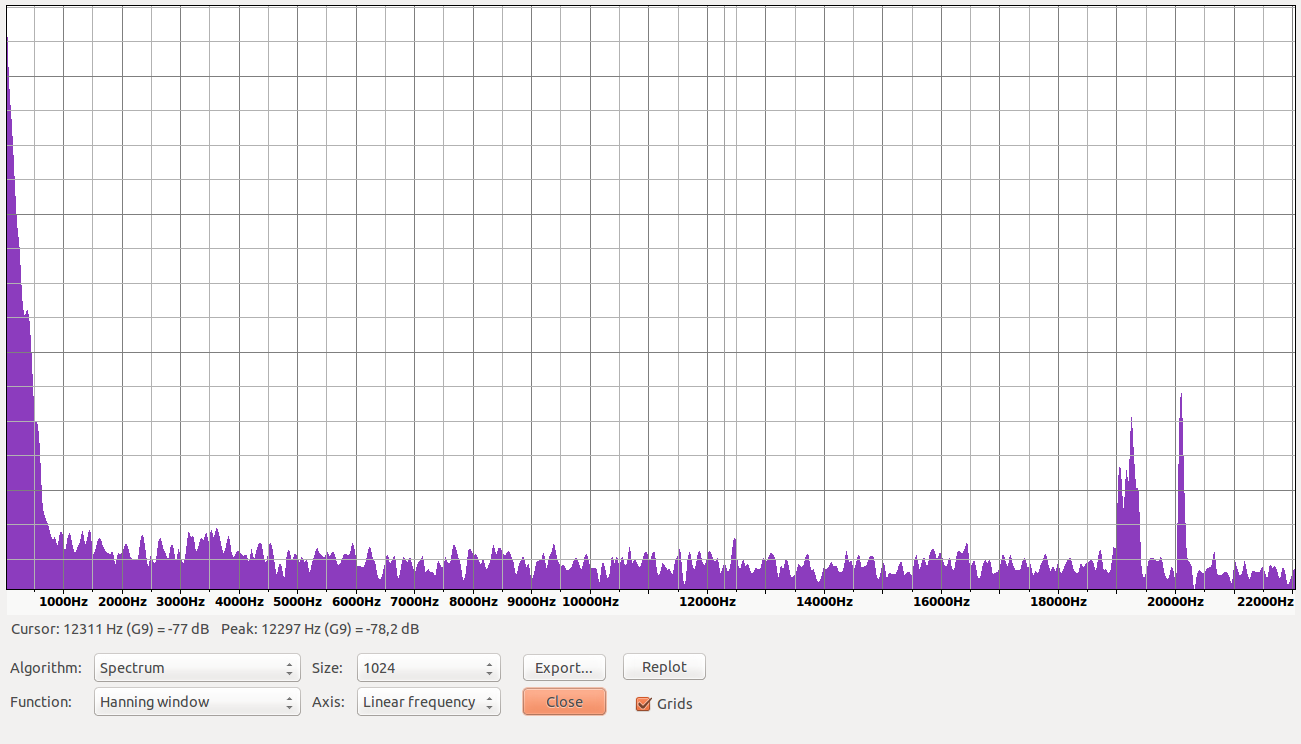 1000Hz 2000Hz 3000Hz 4000Hz 5000Hz 6000Hz 7000Hz 8000Hz 9000Hz 10000Hz 12000Hz 14000Hz 16000Hz 18000Hz 20000Hz 22000Hz
Cursor: 12311 Hz (G9) = -77 dB Peak: 12297 Hz (G9) = -78,2 dB
Algorithm: Spectrum Size: 1024 Export... Replot
Function: Hanning window Axis: Linear frequency Close Grids